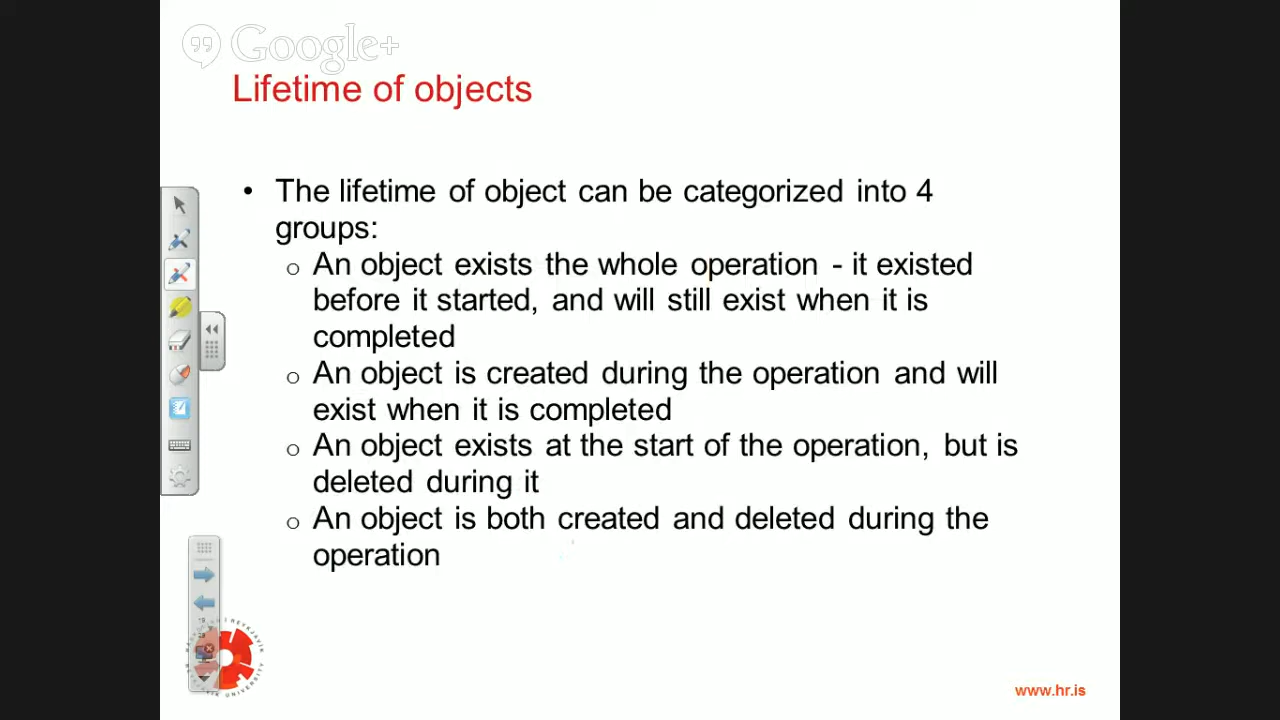 Google+
Lifetime of objects
• The lifetime of object can be categorized into 4
groups:
o An object exists the whole operation - it existed
before it started, and will still exist when it is
completed
o An object is created during the operation and will
exist when it is completed
o An object exists at the start of the operation, but is
deleted during it
o An object is both created and deleted during the
operation
www.hr.is